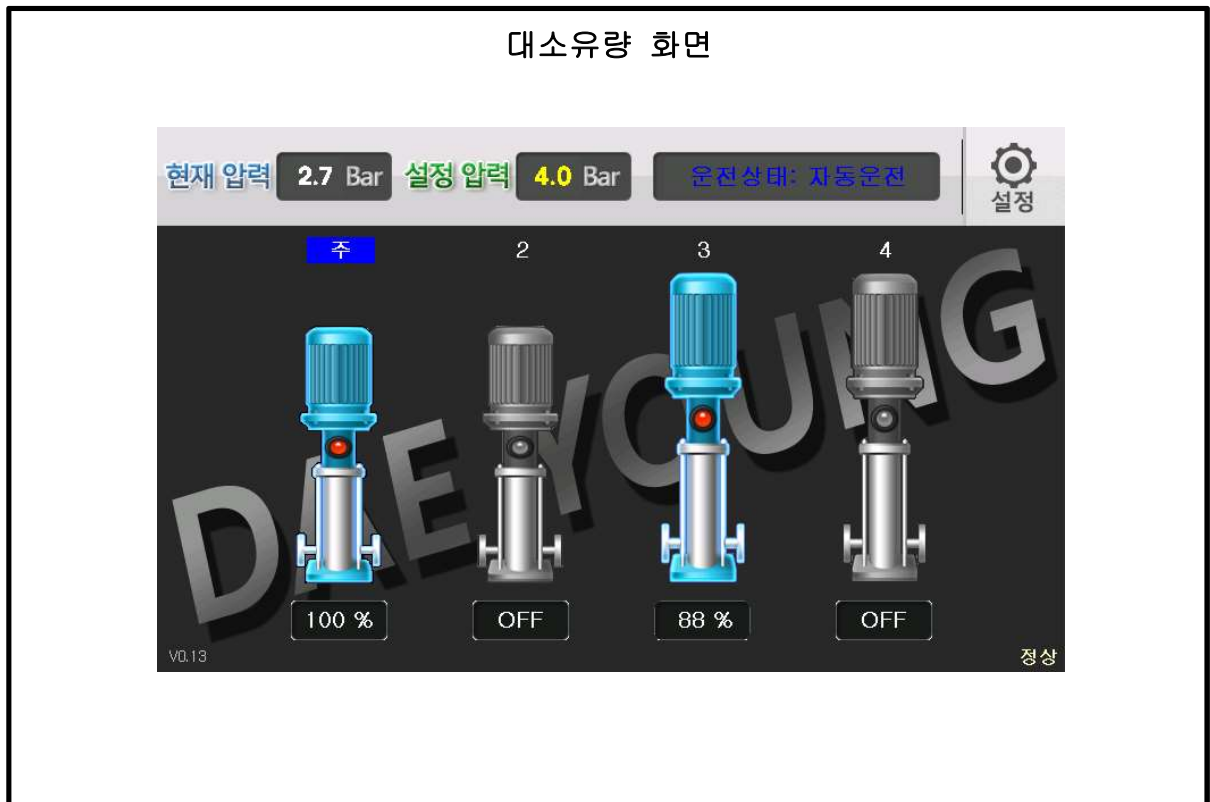 대소유량 화면
현재 압력 2.7 Bar 설정 압력 4.0 Bar 운전상태: 자동운전 설정
주 2 3 4
DAE YOUNG
100 % OFF 88 % OFF
V0.13 정상